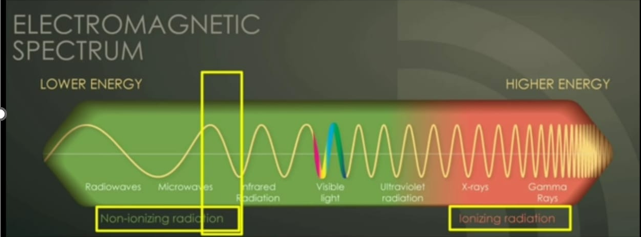 ELECTROMAGNETIC
SPECTRUM
LOWER ENERGY
HIGHER ENERGY
Radiowaves
Microwaves
Infrared
Radiation
Visible
light
Ultraviolet
radiation
X-rays
Gamma
Rays
Non-ionizing radiation
Ionizing radiation